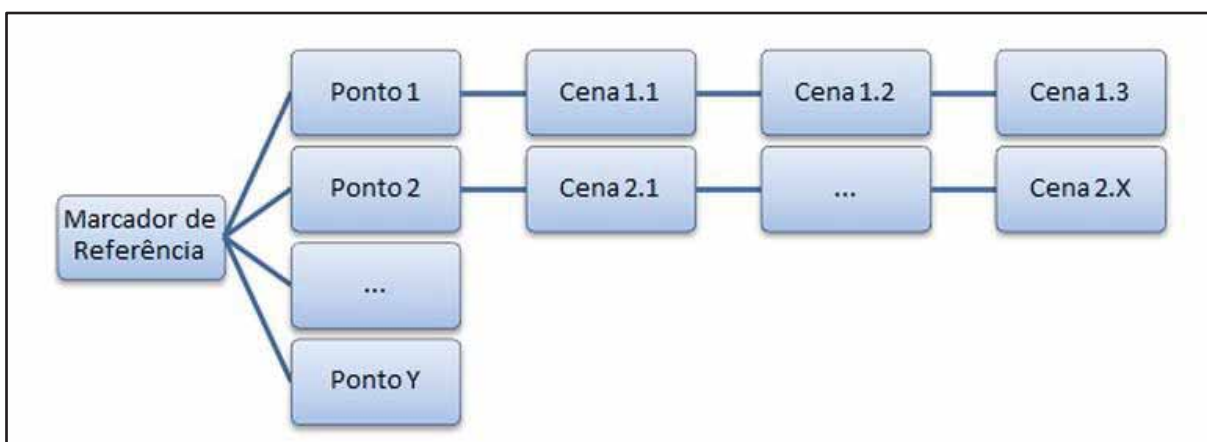 Ponto 1
Cena 1.1
Cena 1.2
Cena 1.3
Ponto 2
Cena 2.1
...
Cena 2.X
Marcador de
Referência
...
Ponto Y